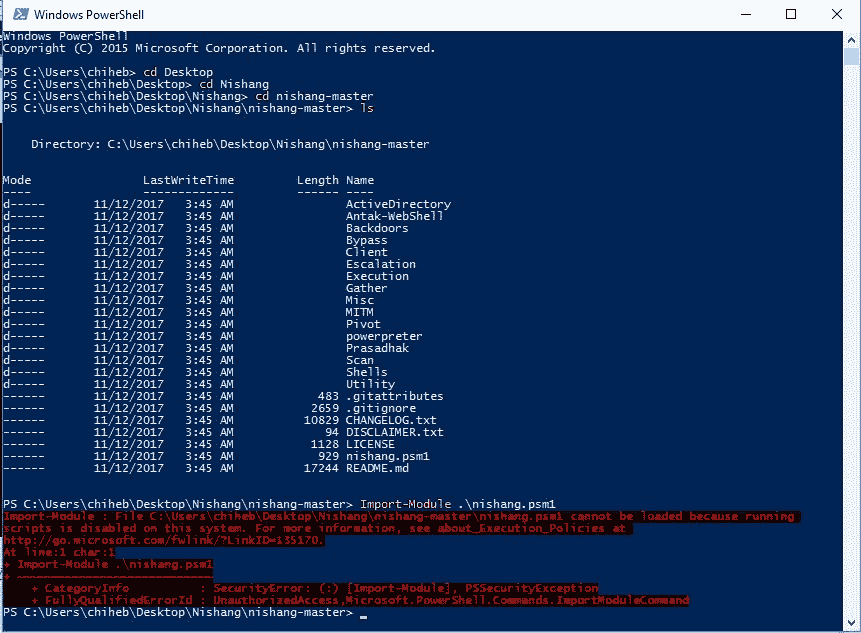 Windows PowerShell
Windows PowerShell
Copyright (C) 2015 Microsoft Corporation. All rights reserved.
PS C:\Users\chiheb> cd Desktop
PS C:\Users\chiheb\Desktop> cd Nishang
PS C:\Users\chiheb\Desktop\Nishang> cd nishang-master
PS C:\Users\chiheb\Desktop\Nishang\nishang-master> ls
Directory: C:\Users\chiheb\Desktop\Nishang\nishang-master
Mode LastWriteTime Length Name
---- ------------- ------ ----
d----- 11/12/2017 3:45 AM ActiveDirectory
d----- 11/12/2017 3:45 AM Antak-WebShell
d----- 11/12/2017 3:45 AM Backdoors
d----- 11/12/2017 3:45 AM Bypass
d----- 11/12/2017 3:45 AM Client
d----- 11/12/2017 3:45 AM Escalation
d----- 11/12/2017 3:45 AM Execution
d----- 11/12/2017 3:45 AM Gather
d----- 11/12/2017 3:45 AM Misc
d----- 11/12/2017 3:45 AM MITM
d----- 11/12/2017 3:45 AM Pivot
d----- 11/12/2017 3:45 AM powerpreter
d----- 11/12/2017 3:45 AM Prasadhak
d----- 11/12/2017 3:45 AM Scan
d----- 11/12/2017 3:45 AM Shells
d----- 11/12/2017 3:45 AM Utility
------ 11/12/2017 3:45 AM 483 .gitattributes
------ 11/12/2017 3:45 AM 2659 .gitignore
------ 11/12/2017 3:45 AM 10829 CHANGELOG.txt
------ 11/12/2017 3:45 AM 94 DISCLAIMER.txt
------ 11/12/2017 3:45 AM 1128 LICENSE
------ 11/12/2017 3:45 AM 929 nishang.psm1
------ 11/12/2017 3:45 AM 17244 README.md
PS C:\Users\chiheb\Desktop\Nishang\nishang-master> Import-Module .\nishang.psm1
Import-Module : File C:\Users\chiheb\Desktop\Nishang\nishang-master\nishang.psm1 cannot be loaded because running
scripts is disabled on this system. For more information, see about_Execution_Policies at
http://go.microsoft.com/fwlink/?LinkID=135170.
At line:1 char:1
+ Import-Module .\nishang.psm1
+ ~~~~~~~~~~~~~~~~~~~~~~~~~~~~
+ CategoryInfo : SecurityError: (:) [Import-Module], PSSecurityException
+ FullyQualifiedErrorId : UnauthorizedAccess,Microsoft.PowerShell.Commands.ImportModuleCommand
PS C:\Users\chiheb\Desktop\Nishang\nishang-master> _